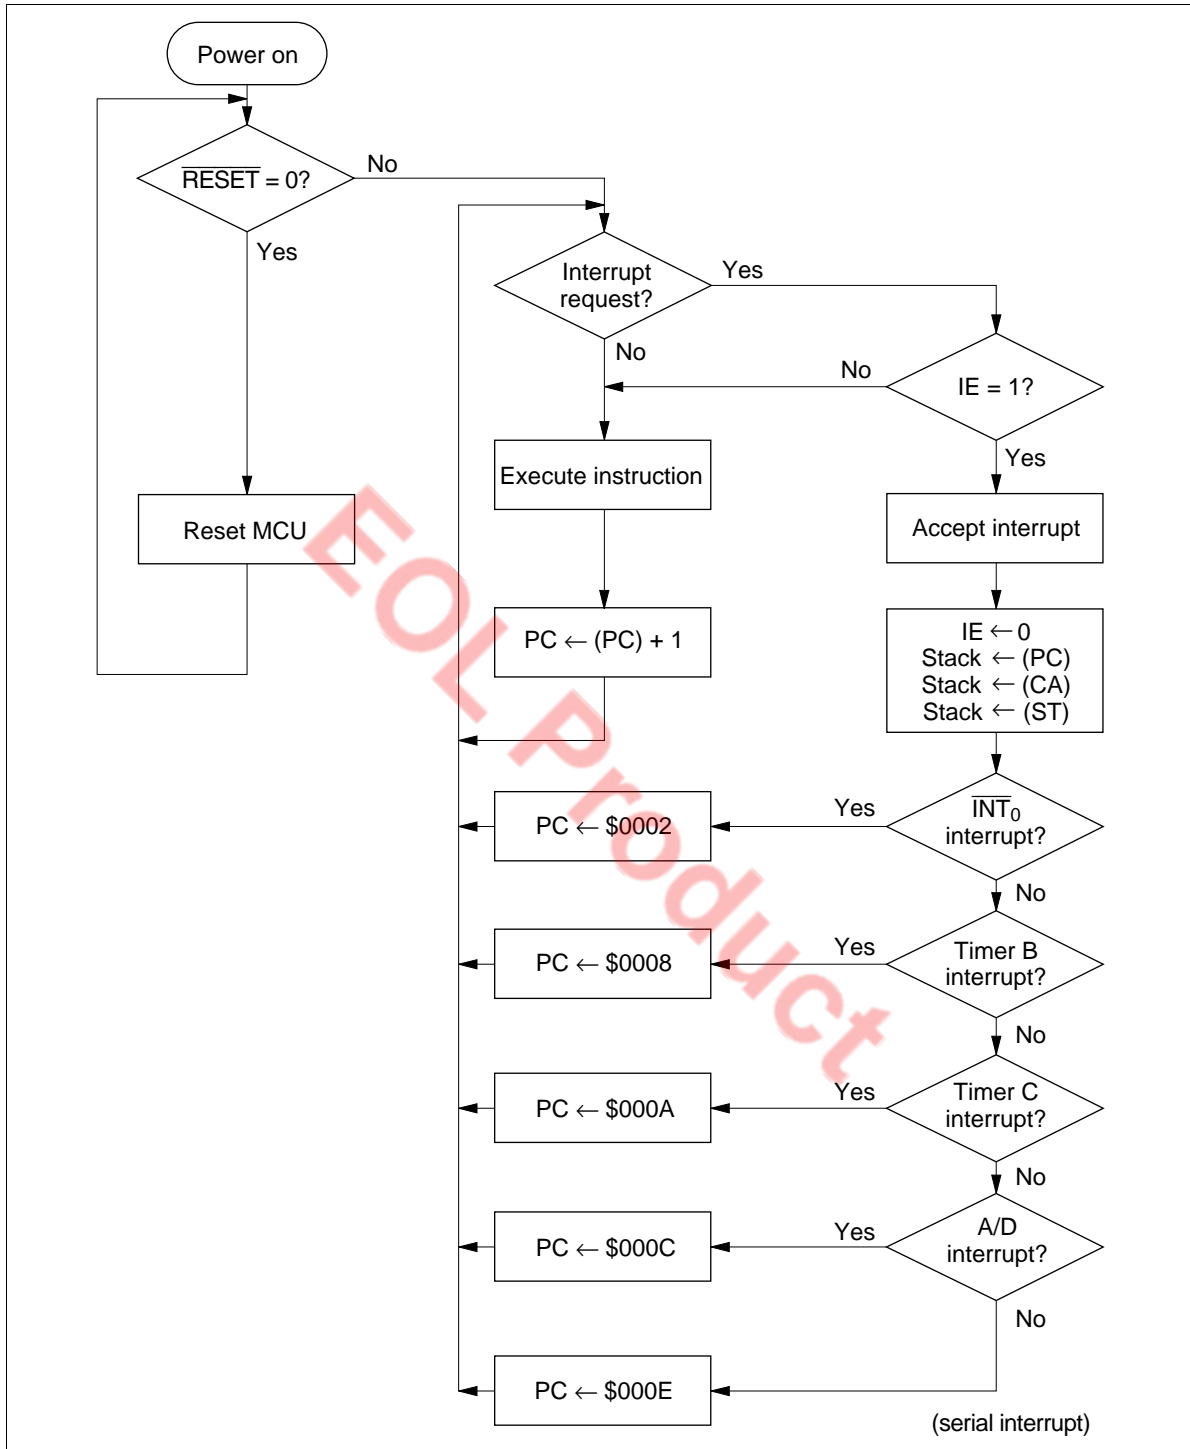 Power on
RESET = 0?
No
Yes
Reset MCU
Interrupt
request?
Yes
No
IE = 1?
No
Yes
Execute instruction
Accept interrupt
PC ← (PC) + 1
IE ← 0
Stack ← (PC)
Stack ← (CA)
Stack ← (ST)
INT0
interrupt?
Yes
PC ← $0002
No
Timer B
interrupt?
Yes
PC ← $0008
No
Timer C
interrupt?
Yes
PC ← $000A
No
A/D
interrupt?
Yes
PC ← $000C
No
PC ← $000E
(serial interrupt)
EOL Product